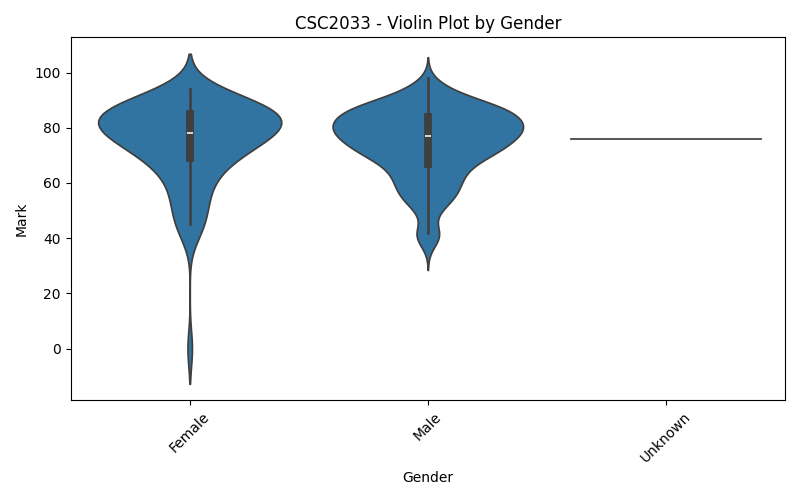 CSC2033 - Violin Plot by Gender
100
80
60
40
20
0
Mark
Female
Male
Unknown
Gender